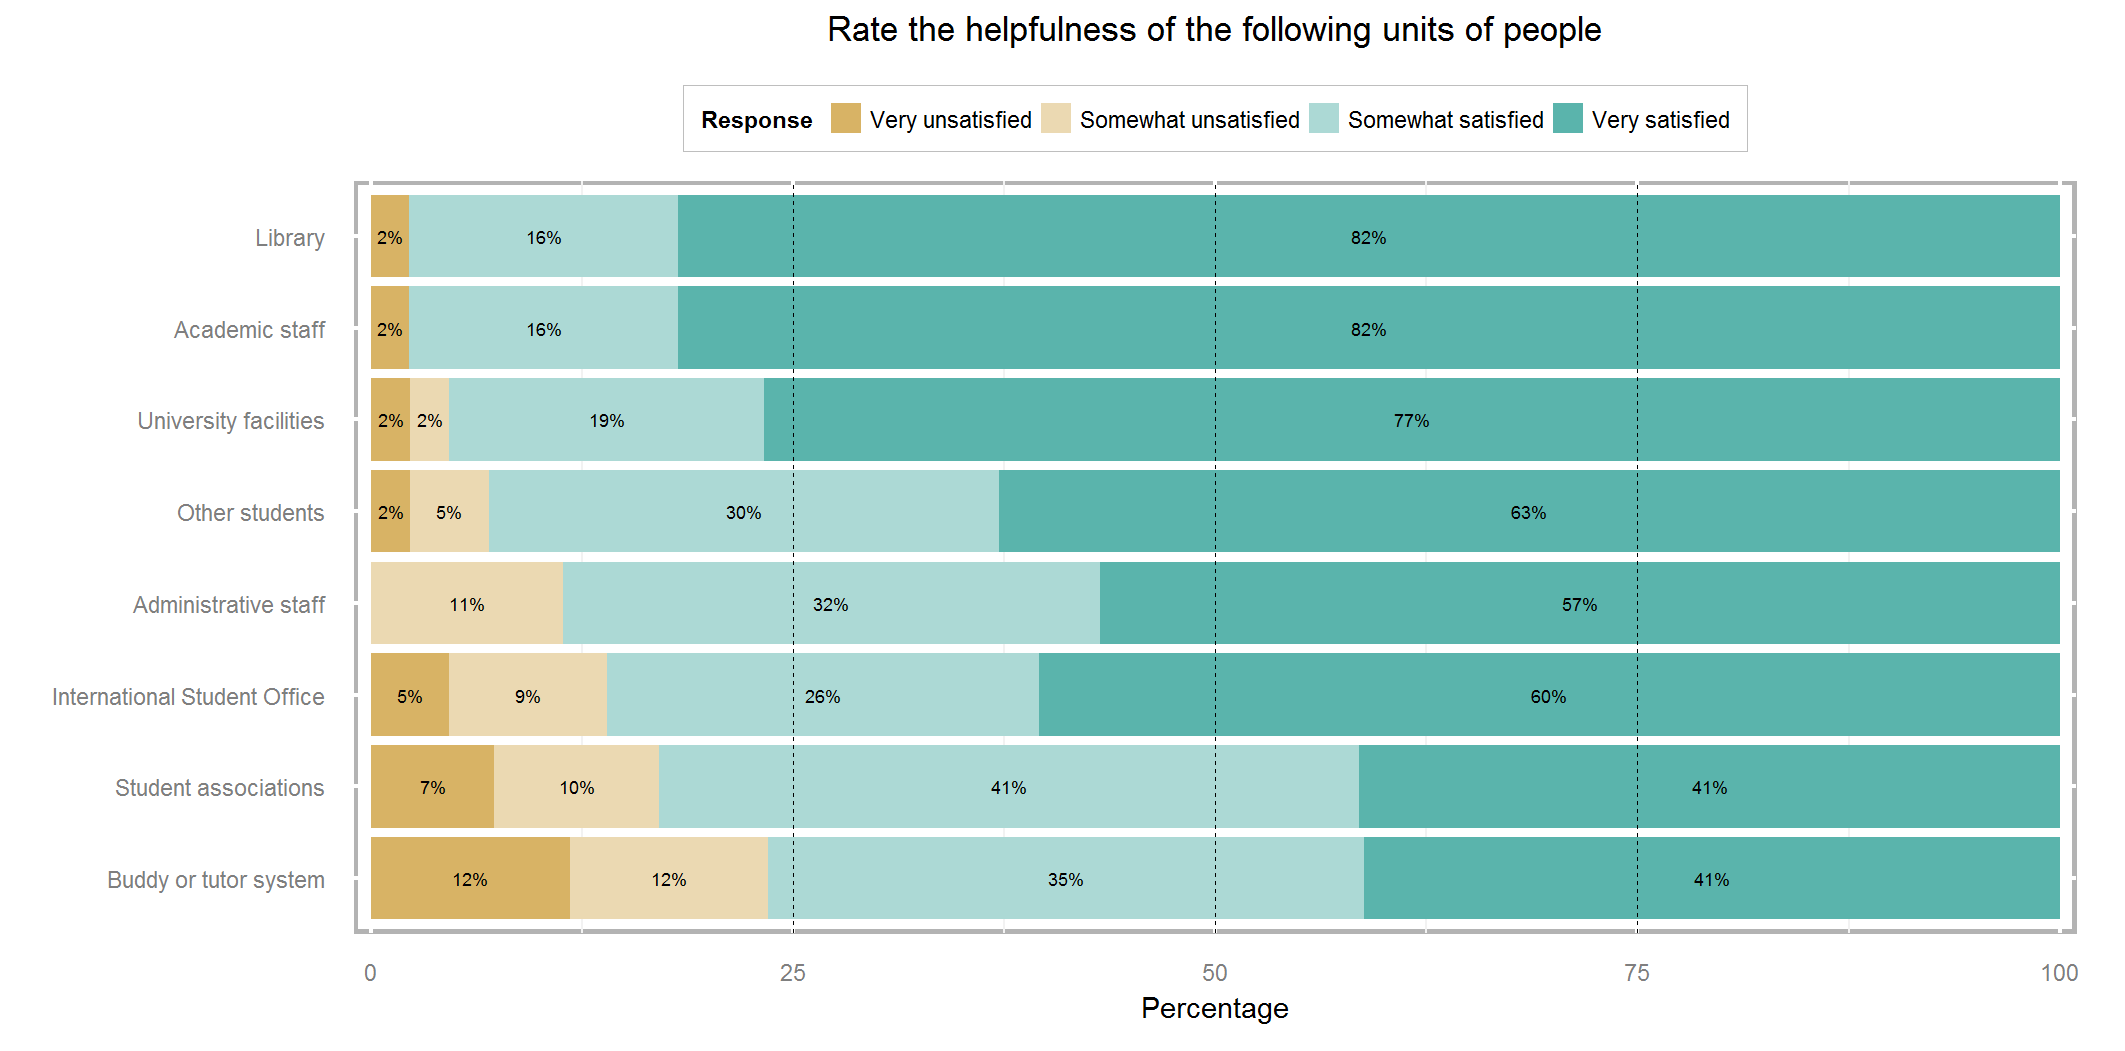 Rate the helpfulness of the following units of people
Response Very unsatisfied Somewhat unsatisfied Somewhat satisfied Very satisfied
Library 2% 16% 82%
Academic staff 2% 16% 82%
University facilities 2% 2% 19% 77%
Other students 2% 5% 30% 63%
Administrative staff 11% 32% 57%
International Student Office 5% 9% 26% 60%
Student associations 7% 10% 41% 41%
Buddy or tutor system 12% 12% 35% 41%
0 25 50 75 100
Percentage